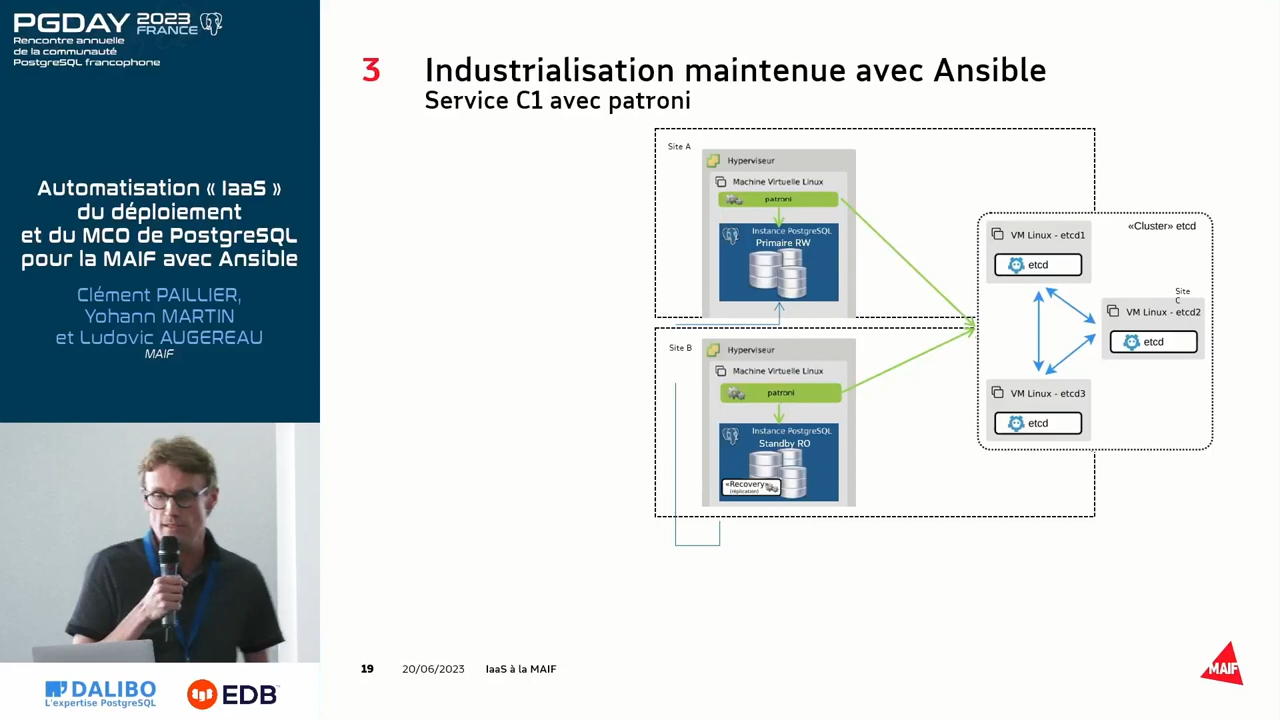 PGDAY 2023 FRANCE
Rencontre annuelle
de la communauté
PostgreSQL francophone
Automatisation « IaaS »
du déploiement
et du MCO de PostgreSQL
pour la MAIF avec Ansible
Clément PAILLIER,
Yohann MARTIN
et Ludovic AUGEREAU
MAIF
DALIBO
L'expertise PostgreSQL
EDB
3 Industrialisation maintenue avec Ansible
Service C1 avec patroni
Site A
Hyperviseur
Machine Virtuelle Linux
patroni
Instance PostgreSQL
Primaire RW
Site B
Hyperviseur
Machine Virtuelle Linux
patroni
Instance PostgreSQL
Standby RO
«Recovery»
(réplication)
«Cluster» etcd
VM Linux - etcd1
etcd
Site
C
VM Linux - etcd2
etcd
VM Linux - etcd3
etcd
19 20/06/2023 IaaS à la MAIF
MAIF